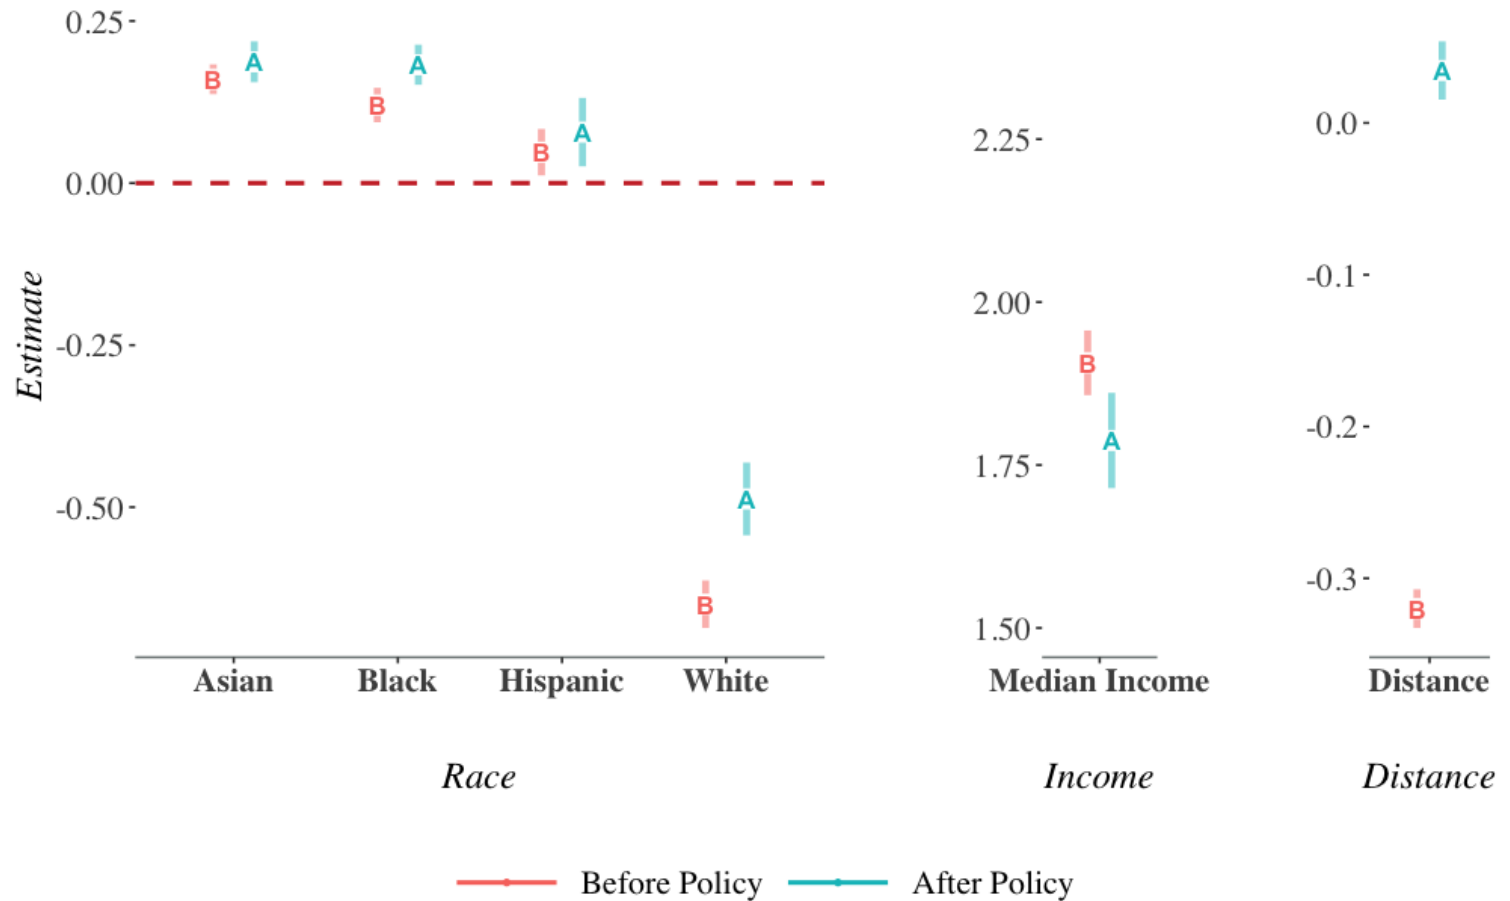 0.25
0.00
-0.25
-0.50
Estimate
B A B A B A B A
Asian Black Hispanic White
Race
2.25
2.00
1.75
1.50
B
A
Median Income
Income
0.0
-0.1
-0.2
-0.3
A
B
Distance
Distance
Before Policy After Policy